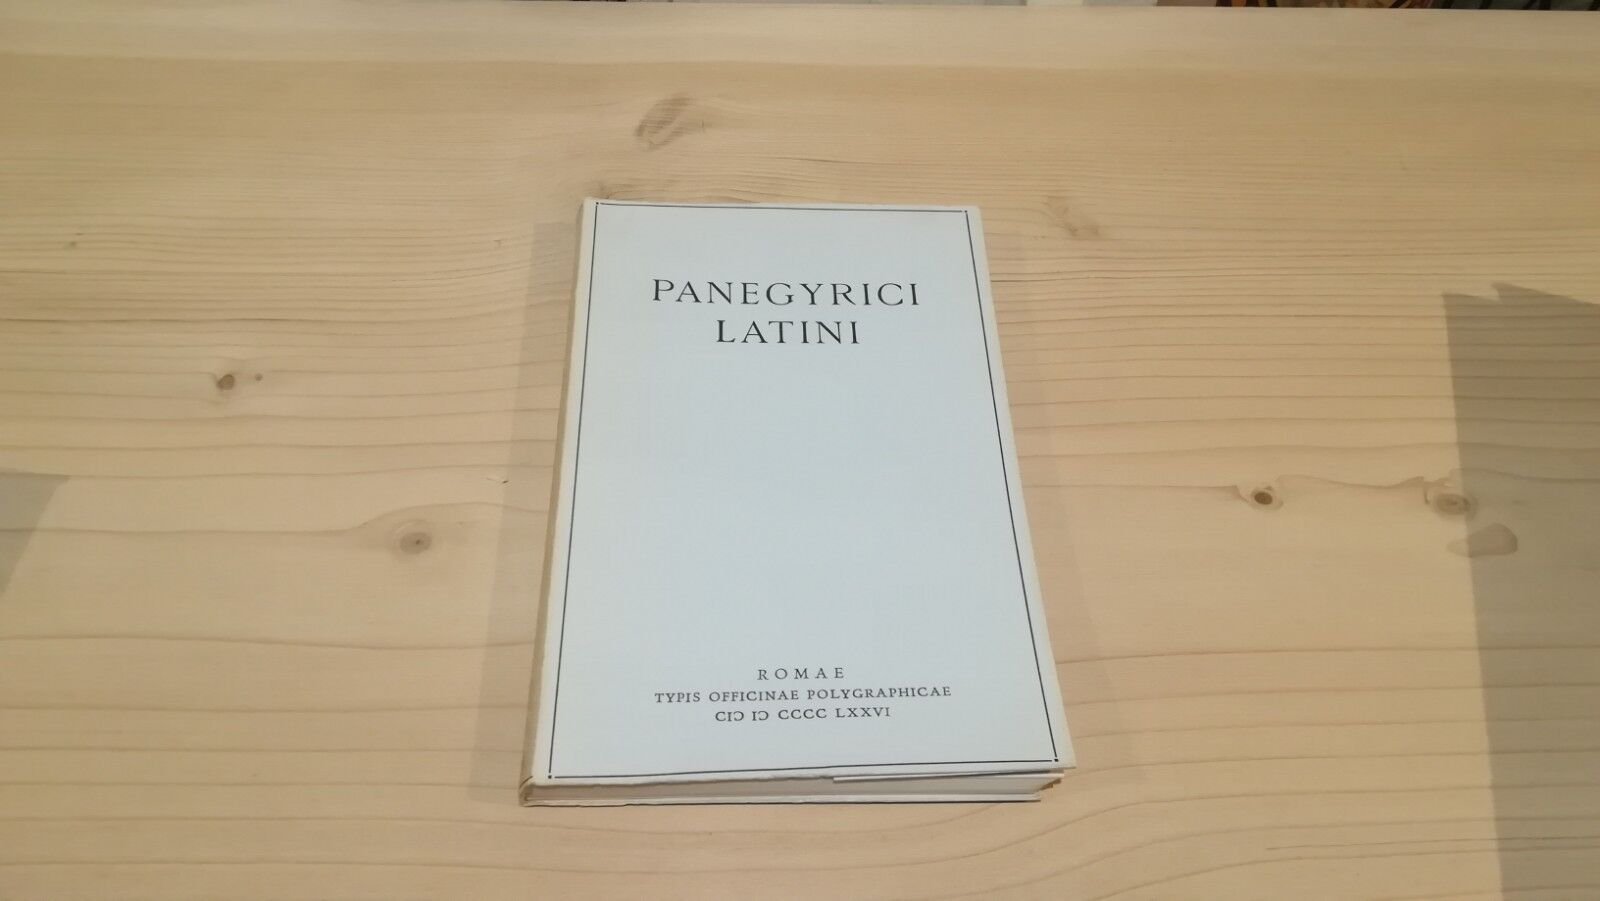 PANEGYRICI
LATINI
ROMAE
TYPIS OFFICINAE POLYGRAPHICAE
CIↃ IↃ CCCC LXXVI